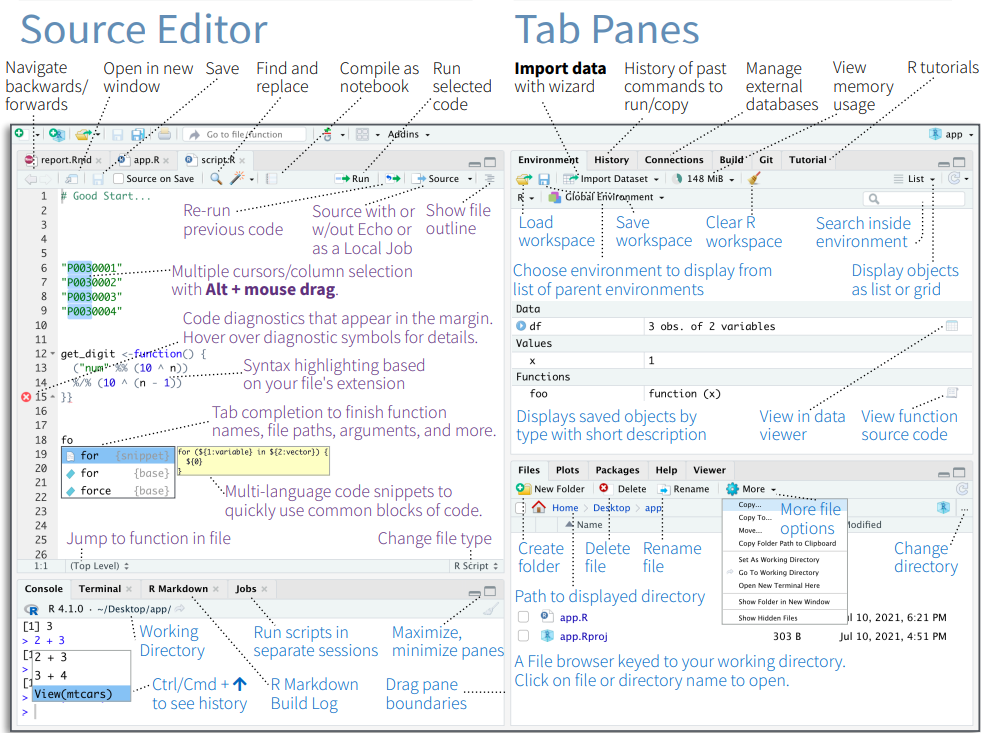 Source Editor
Tab Panes
Navigate
backwards/
forwards
Open in new
window
Save
Find and
replace
Compile as
notebook
Run
selected
code
Import data
with wizard
History of past
commands to
run/copy
Manage
external
databases
View
memory
usage
R tutorials
Go to file/function
Addins
app
report.Rmd
app.R
script.R
Source on Save
Run
Source
1 # Good Start...
2
3
4
5
6 "P0030001"
7 "P0030002"
8 "P0030003"
9 "P0030004"
10
11
12 get_digit <-function() {
13 ("num" %% (10 ^ n))
14 %/% (10 ^ (n - 1))
15 }}
16
17
18 fo
19
20
21
22
23
24
25
26
Re-run
previous code
Source with or
w/out Echo or
as a Local Job
Show file
outline
Multiple cursors/column selection
with Alt + mouse drag.
Code diagnostics that appear in the margin.
Hover over diagnostic symbols for details.
Syntax highlighting based
on your file's extension
Tab completion to finish function
names, file paths, arguments, and more.
for {snippet}
for {base}
force {base}
for (${1:variable} in ${2:vector}) {
${0}
}
Multi-language code snippets to
quickly use common blocks of code.
Jump to function in file
Change file type
1:1
(Top Level)
R Script
Console
Terminal
R Markdown
Jobs
R 4.1.0 · ~/Desktop/app/
[1] 3
> 2 + 3
[1
>
[1
>
>
2 + 3
3 + 4
View(mtcars)
Working
Directory
Run scripts in
separate sessions
Maximize,
minimize panes
Ctrl/Cmd + ↑
to see history
R Markdown
Build Log
Drag pane
boundaries
Environment
History
Connections
Build
Git
Tutorial
Import Dataset
148 MiB
List
R
Global Environment
Load
workspace
Save
workspace
Clear R
workspace
Search inside
environment
Choose environment to display from
list of parent environments
Display objects
as list or grid
Data
df
3 obs. of 2 variables
Values
x
1
Functions
foo
function (x)
Displays saved objects by
type with short description
View in data
viewer
View function
source code
Files
Plots
Packages
Help
Viewer
New Folder
Delete
Rename
More
Home
Desktop
app
...
Name
Modified
Create
folder
Delete
file
Rename
file
More file
options
Change
directory
Copy...
Copy To...
Move...
Copy Folder Path to Clipboard
Set As Working Directory
Go To Working Directory
Open New Terminal Here
Show Folder in New Window
Show Hidden Files
Path to displayed directory
app.R
Jul 10, 2021, 6:21 PM
app.Rproj
303 B
Jul 10, 2021, 4:51 PM
A File browser keyed to your working directory.
Click on file or directory name to open.